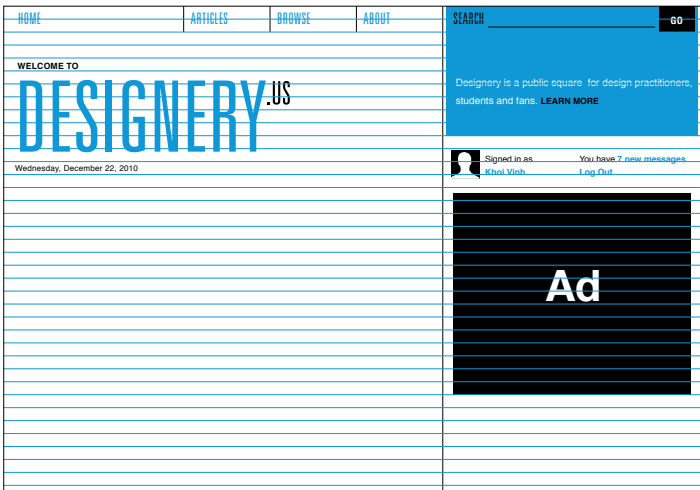 HOME
ARTICLES
BROWSE
ABOUT
SEARCH
GO
WELCOME TO
DESIGNERY.US
Wednesday, December 22, 2010
Designery is a public square for design practitioners,
students and fans. LEARN MORE
Signed in as
Khoi Vinh
You have 7 new messages
Log Out
Ad